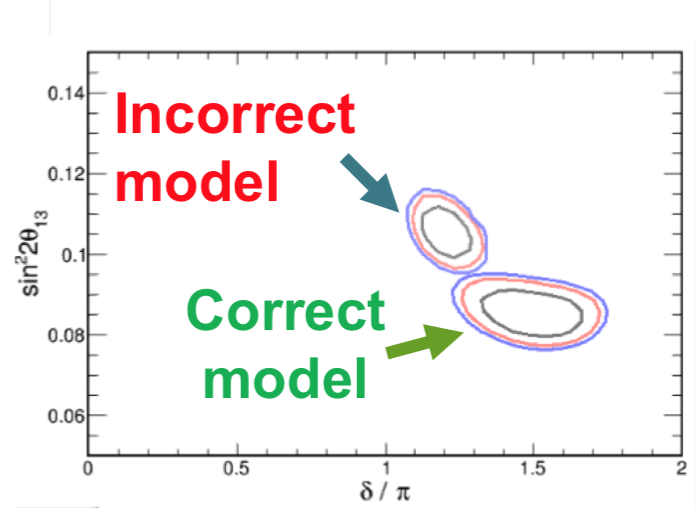 0.14
Incorrect
model
0.12
sin²2θ₁₃
0.1
Correct
model
0.08
0.06
0 0.5 1 1.5 2
δ / π